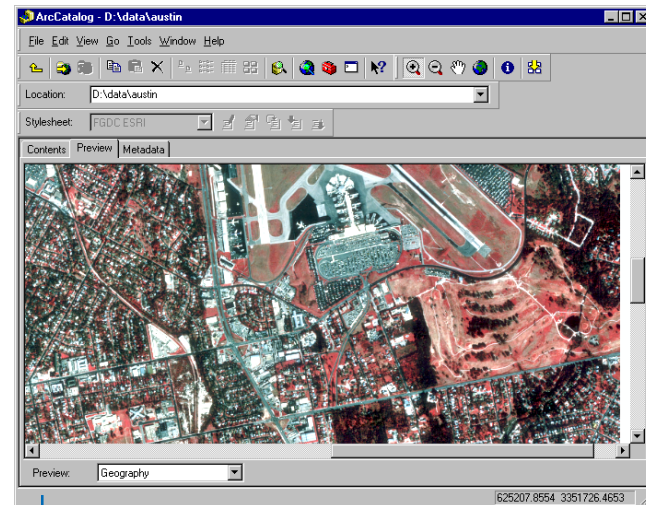 ArcCatalog - D:\data\austin
File Edit View Go Tools Window Help
Location: D:\data\austin
Stylesheet: FGDC ESRI
Contents Preview Metadata
Preview: Geography
625207.8554 3351726.4653